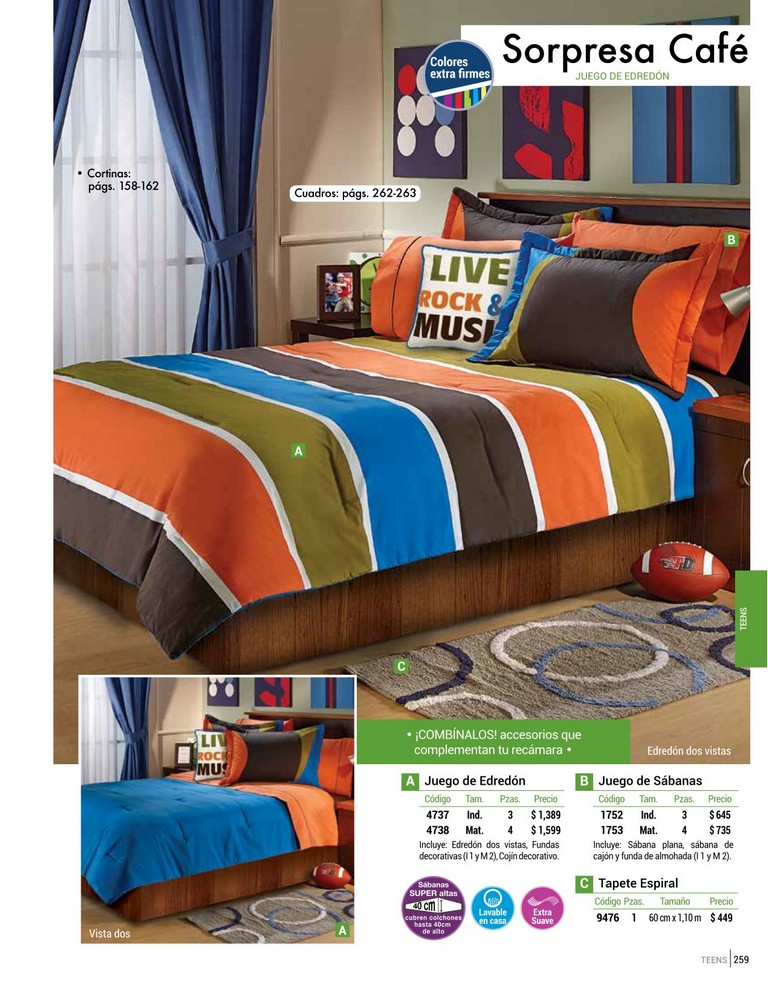 Sorpresa Café
JUEGO DE EDREDÓN
Colores
extra firmes
• Cortinas:
págs. 158-162
Cuadros: págs. 262-263
B
LIVE
ROCK &
MUSI
A
C
TEENS
• ¡COMBÍNALOS! accesorios que
complementan tu recámara •
Edredón dos vistas
LIV
ROCK
MUS
Vista dos
A
A Juego de Edredón
Código Tam. Pzas. Precio
4737 Ind. 3 $ 1,389
4738 Mat. 4 $ 1,599
Incluye: Edredón dos vistas, Fundas
decorativas (I 1 y M 2), Cojín decorativo.
B Juego de Sábanas
Código Tam. Pzas. Precio
1752 Ind. 3 $ 645
1753 Mat. 4 $ 735
Incluye: Sábana plana, sábana de
cajón y funda de almohada (I 1 y M 2).
Sábanas
SUPER altas
40 cm
cubren colchones
hasta 40cm
de alto
Lavable
en casa
Extra
Suave
C Tapete Espiral
Código Pzas. Tamaño Precio
9476 1 60 cm x 1,10 m $ 449
TEENS 259